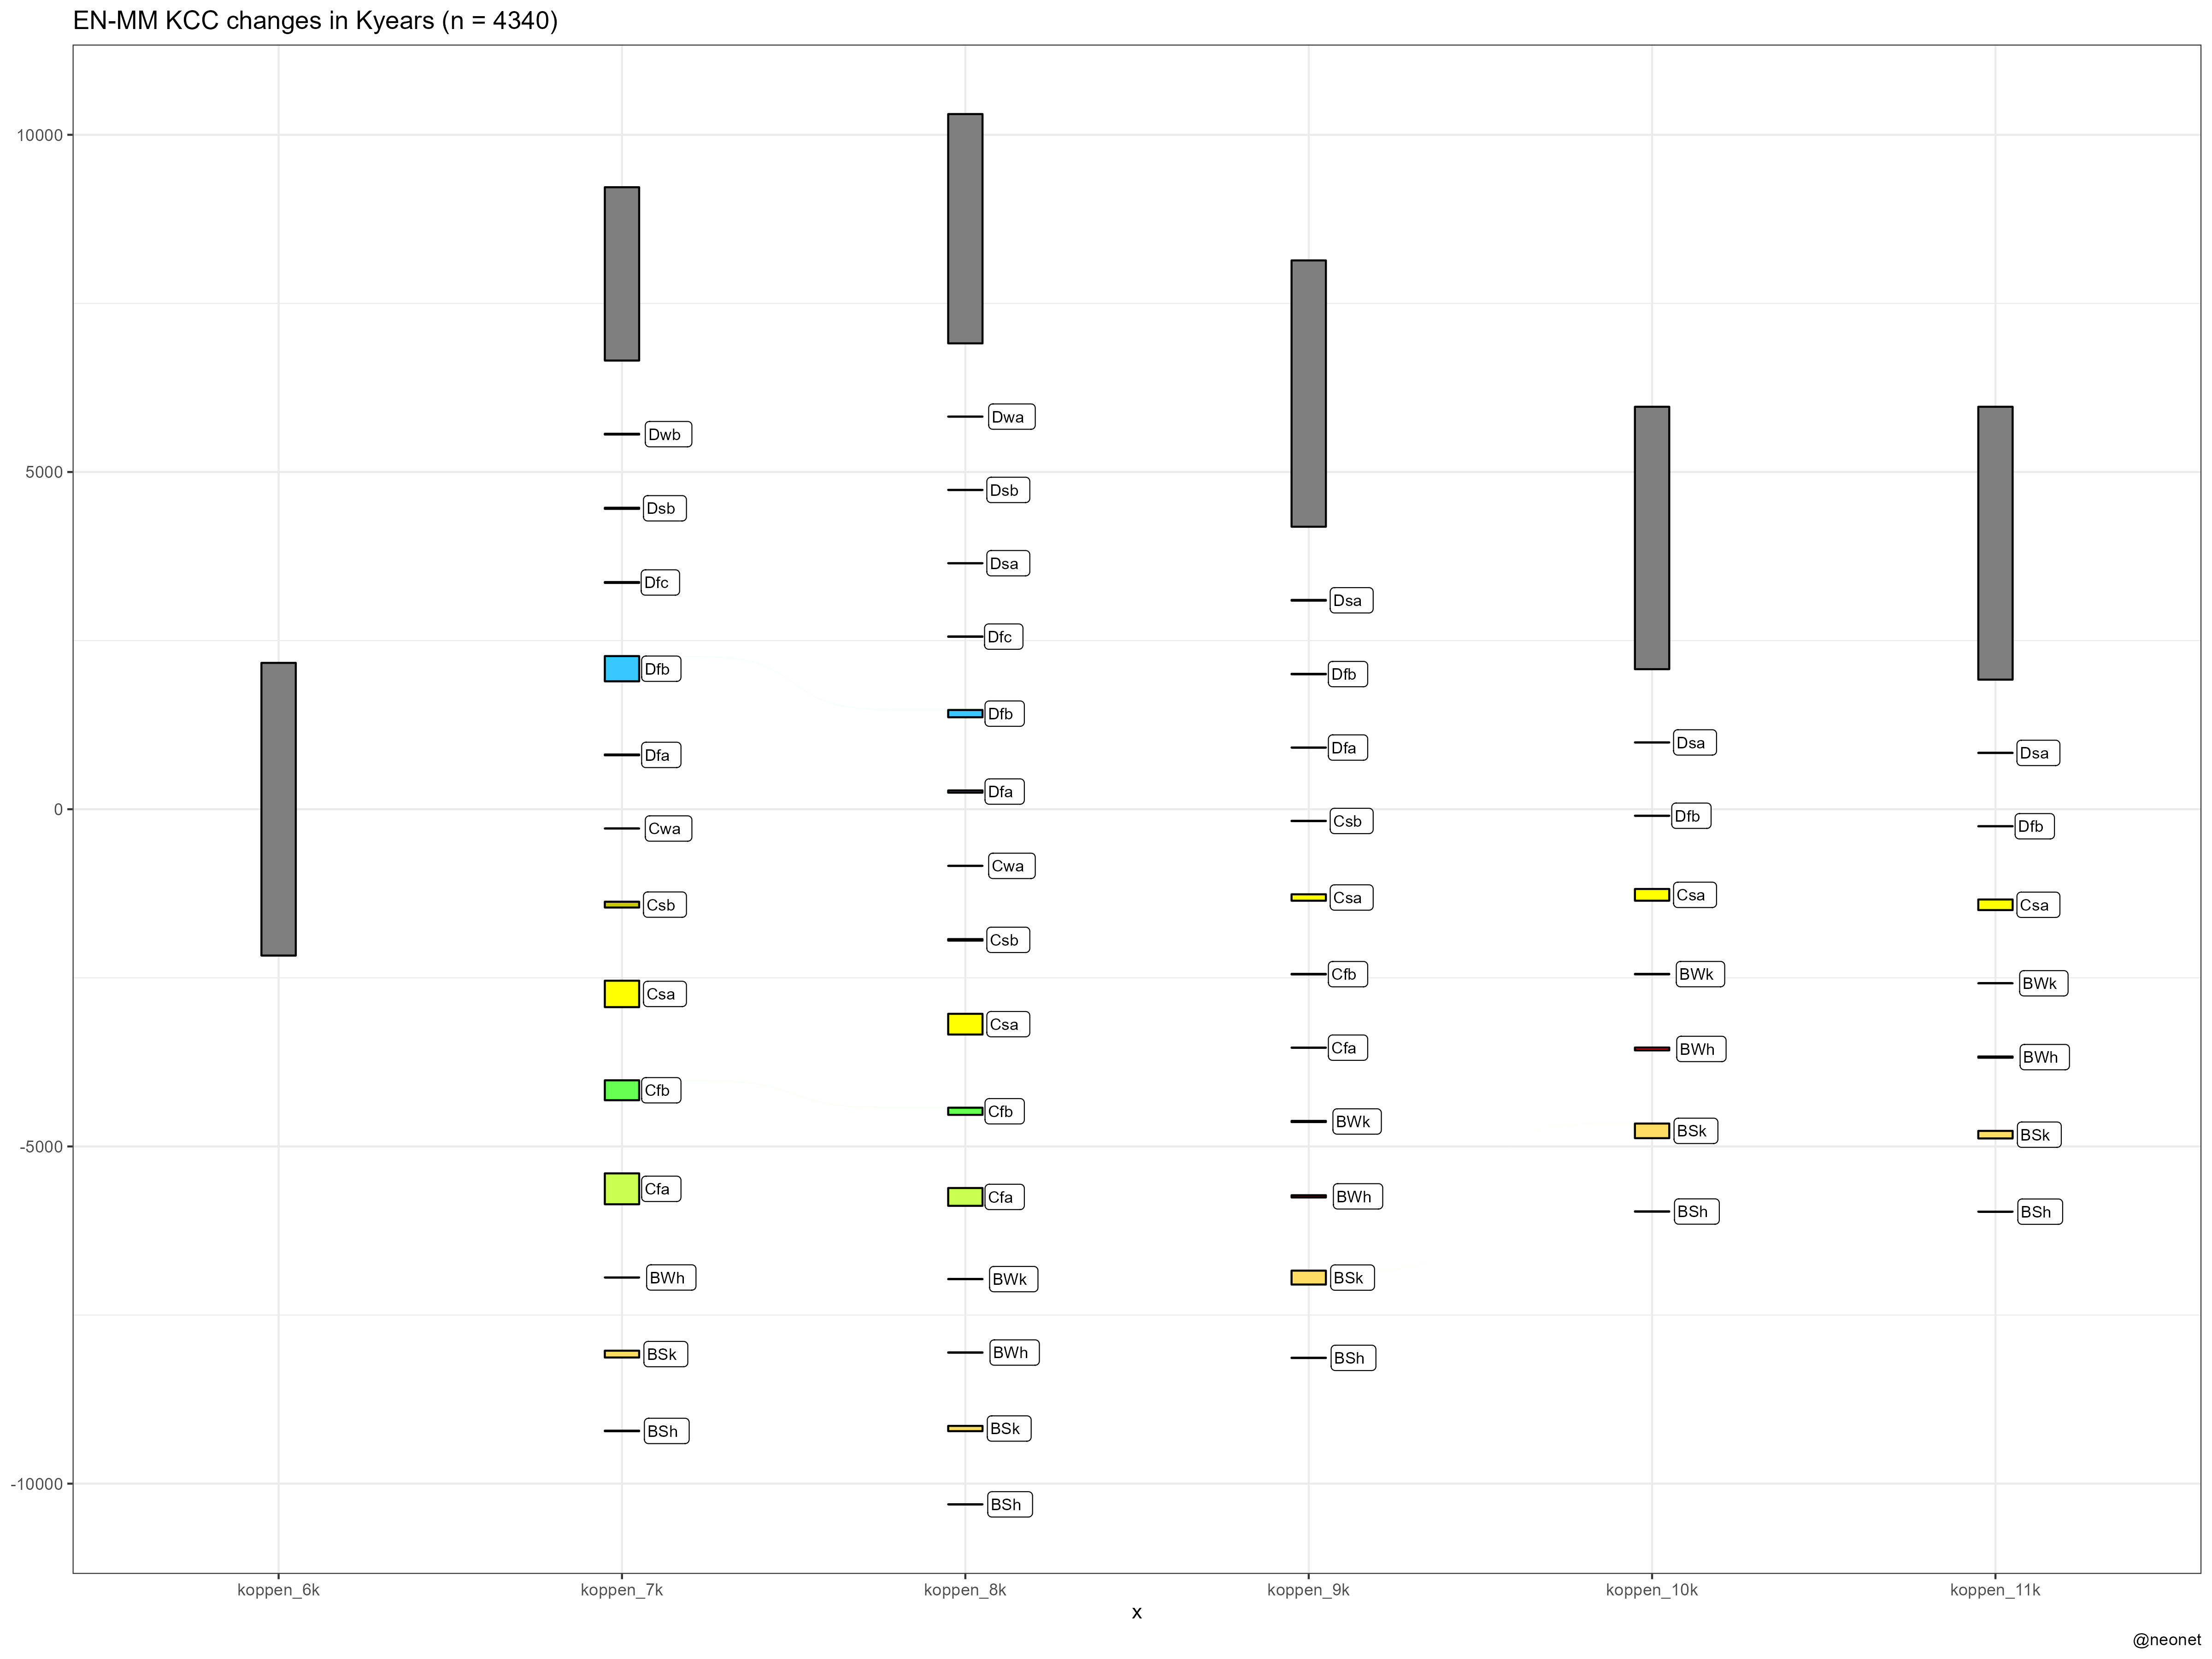 EN-MM KCC changes in Kyears (n = 4340)
10000
5000
0
-5000
-10000
Dwb
Dsb
Dfc
Dfb
Dfa
Cwa
Csb
Csa
Cfb
Cfa
BWh
BSk
BSh
Dwa
Dsb
Dsa
Dfc
Dfb
Dfa
Cwa
Csb
Csa
Cfb
Cfa
BWk
BWh
BSk
BSh
Dsa
Dfb
Dfa
Csb
Csa
Cfb
Cfa
BWk
BWh
BSk
BSh
Dsa
Dfb
Csa
BWk
BWh
BSk
BSh
Dsa
Dfb
Csa
BWk
BWh
BSk
BSh
koppen_6k
koppen_7k
koppen_8k
koppen_9k
koppen_10k
koppen_11k
x
@neonet